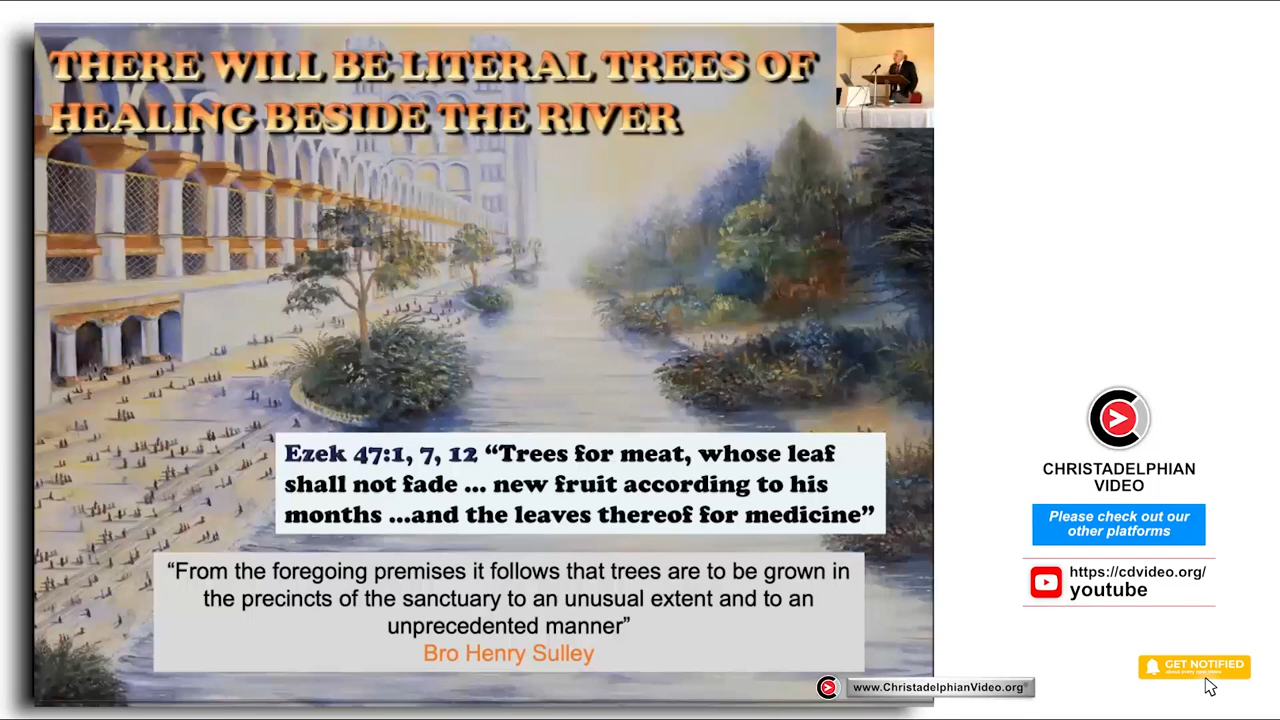 THERE WILL BE LITERAL TREES OF
HEALING BESIDE THE RIVER
Ezek 47:1, 7, 12 “Trees for meat, whose leaf
shall not fade ... new fruit according to his
months ...and the leaves thereof for medicine”
“From the foregoing premises it follows that trees are to be grown in
the precincts of the sanctuary to an unusual extent and to an
unprecedented manner”
Bro Henry Sulley
www.ChristadelphianVideo.org
CHRISTADELPHIAN
VIDEO
Please check out our
other platforms
https://cdvideo.org/
youtube
GET NOTIFIED
about every new video